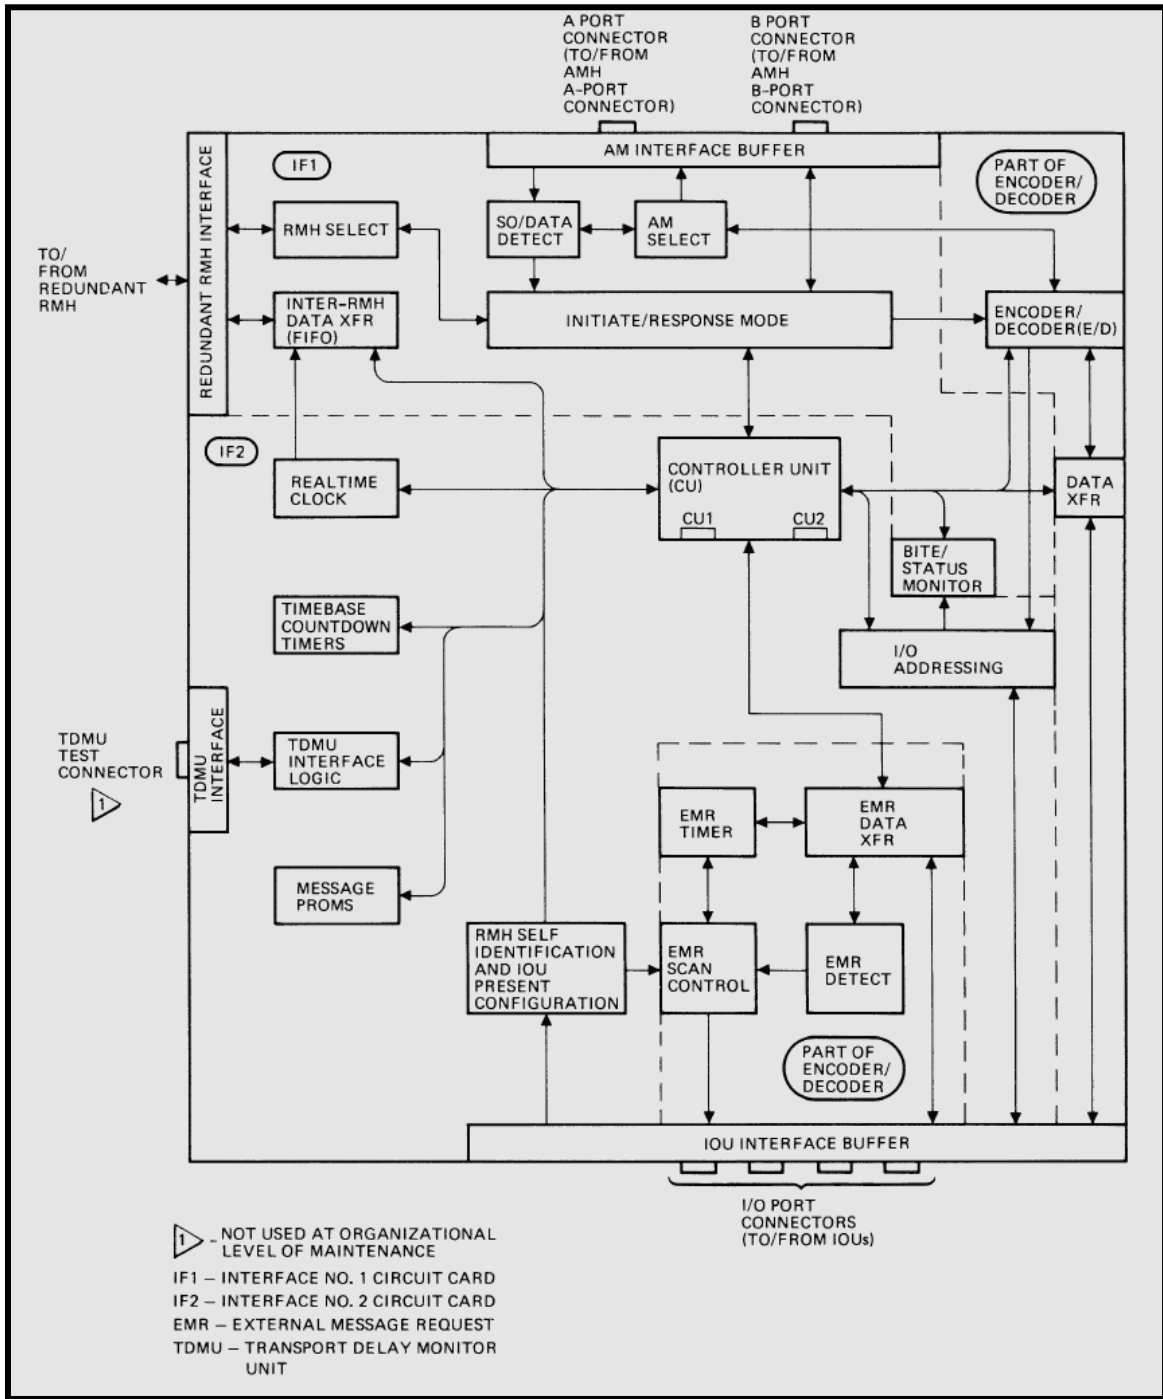 A PORT
CONNECTOR
(TO/FROM
AMH
A-PORT
CONNECTOR)
B PORT
CONNECTOR
(TO/FROM
AMH
B-PORT
CONNECTOR)
AM INTERFACE BUFFER
REDUNDANT RMH INTERFACE
IF1
PART OF
ENCODER/
DECODER
RMH SELECT
SO/DATA
DETECT
AM
SELECT
TO/
FROM
REDUNDANT
RMH
INTER-RMH
DATA XFR
(FIFO)
INITIATE/RESPONSE MODE
ENCODER/
DECODER(E/D)
IF2
REALTIME
CLOCK
CONTROLLER UNIT
(CU)
CU1
CU2
DATA
XFR
BITE/
STATUS
MONITOR
TIMEBASE
COUNTDOWN
TIMERS
I/O
ADDRESSING
TDMU
TEST
CONNECTOR
1
TDMU
INTERFACE
TDMU
INTERFACE
LOGIC
EMR
TIMER
EMR
DATA
XFR
MESSAGE
PROMS
RMH SELF
IDENTIFICATION
AND IOU
PRESENT
CONFIGURATION
EMR
SCAN
CONTROL
EMR
DETECT
PART OF
ENCODER/
DECODER
IOU INTERFACE BUFFER
I/O PORT
CONNECTORS
(TO/FROM IOUs)
1 - NOT USED AT ORGANIZATIONAL
LEVEL OF MAINTENANCE
IF1 – INTERFACE NO. 1 CIRCUIT CARD
IF2 – INTERFACE NO. 2 CIRCUIT CARD
EMR – EXTERNAL MESSAGE REQUEST
TDMU – TRANSPORT DELAY MONITOR
UNIT